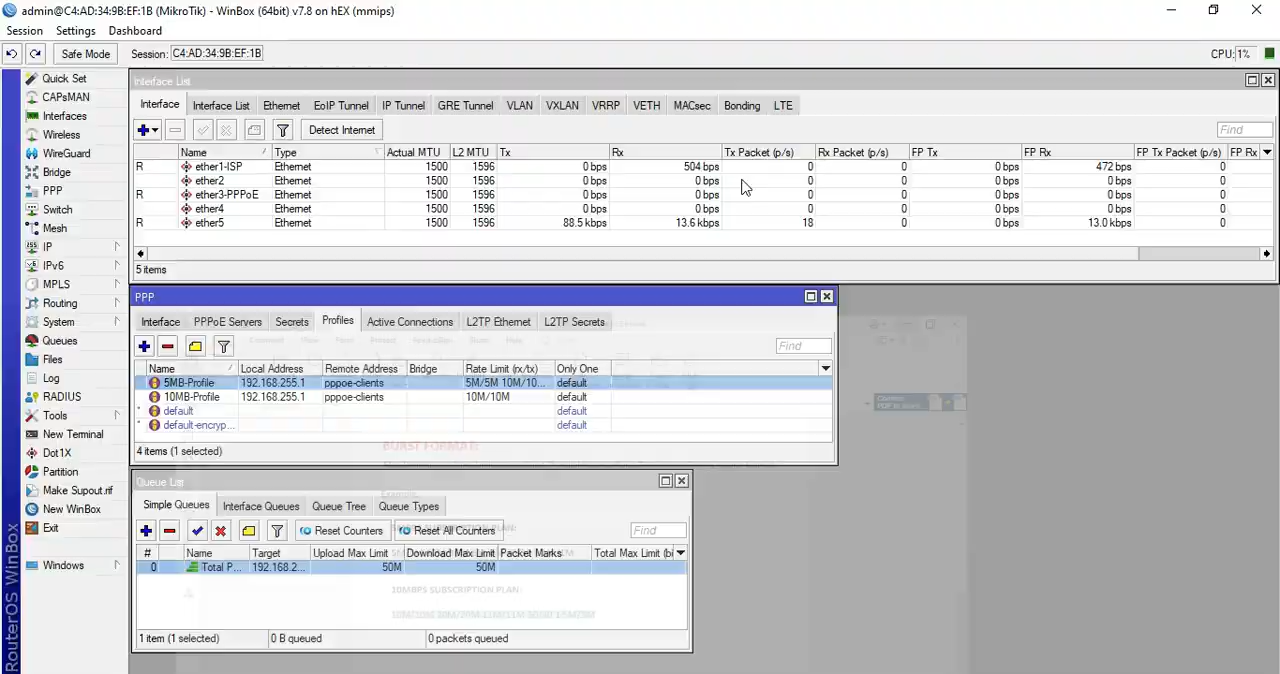 admin@C4:AD:34:9B:EF:1B (MikroTik) - WinBox (64bit) v7.8 on hEX (mmips)
Session Settings Dashboard
Safe Mode Session: C4:AD:34:9B:EF:1B CPU: 1%
Quick Set
CAPsMAN
Interfaces
Wireless
WireGuard
Bridge
PPP
Switch
Mesh
IP
IPv6
MPLS
Routing
System
Queues
Files
Log
RADIUS
Tools
New Terminal
Dot1X
Partition
Make Supout.rif
New WinBox
Exit
Windows
RouterOS WinBox
Interface List
Interface Interface List Ethernet EoIP Tunnel IP Tunnel GRE Tunnel VLAN VXLAN VRRP VETH MACsec Bonding LTE
Detect Internet Find
Name Type Actual MTU L2 MTU Tx Rx Tx Packet (p/s) Rx Packet (p/s) FP Tx FP Rx FP Tx Packet (p/s) FP Rx
R ether1-ISP Ethernet 1500 1596 0 bps 504 bps 0 0 0 bps 472 bps 0
ether2 Ethernet 1500 1596 0 bps 0 bps 0 0 0 bps 0 bps 0
R ether3-PPPoE Ethernet 1500 1596 0 bps 0 bps 0 0 0 bps 0 bps 0
ether4 Ethernet 1500 1596 0 bps 0 bps 0 0 0 bps 0 bps 0
R ether5 Ethernet 1500 1596 88.5 kbps 13.6 kbps 18 0 0 bps 13.0 kbps 0
5 items
PPP
Interface PPPoE Servers Secrets Profiles Active Connections L2TP Ethernet L2TP Secrets
Find
Name Local Address Remote Address Bridge Rate Limit (rx/tx) Only One
5MB-Profile 192.168.255.1 pppoe-clients 5M/5M 10M/10... default
10MB-Profile 192.168.255.1 pppoe-clients 10M/10M default
* default default
* default-encryp... default
4 items (1 selected)
BURST FORMAT:
Queue List
Simple Queues Interface Queues Queue Tree Queue Types
Reset Counters Reset All Counters Find
# Name Target Upload Max Limit Download Max Limit Packet Marks Total Max Limit (bi
0 Total P... 192.168.2... 50M 50M
10MBPS SUBSCRIPTION PLAN:
1 item (1 selected) 0 B queued 0 packets queued